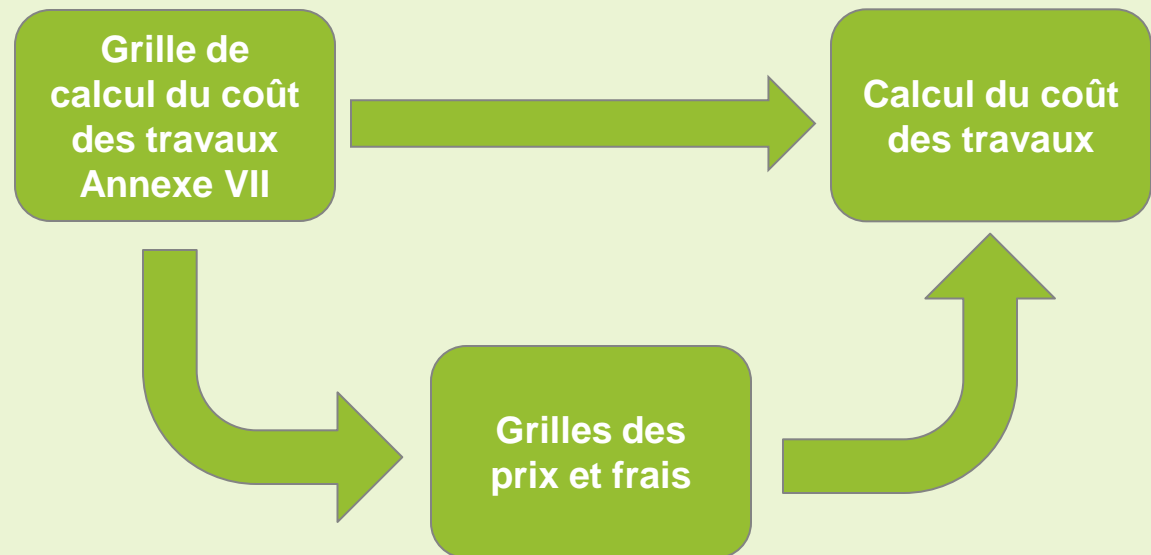 Grille de
calcul du coût
des travaux
Annexe VII
Calcul du coût
des travaux
Grilles des
prix et frais